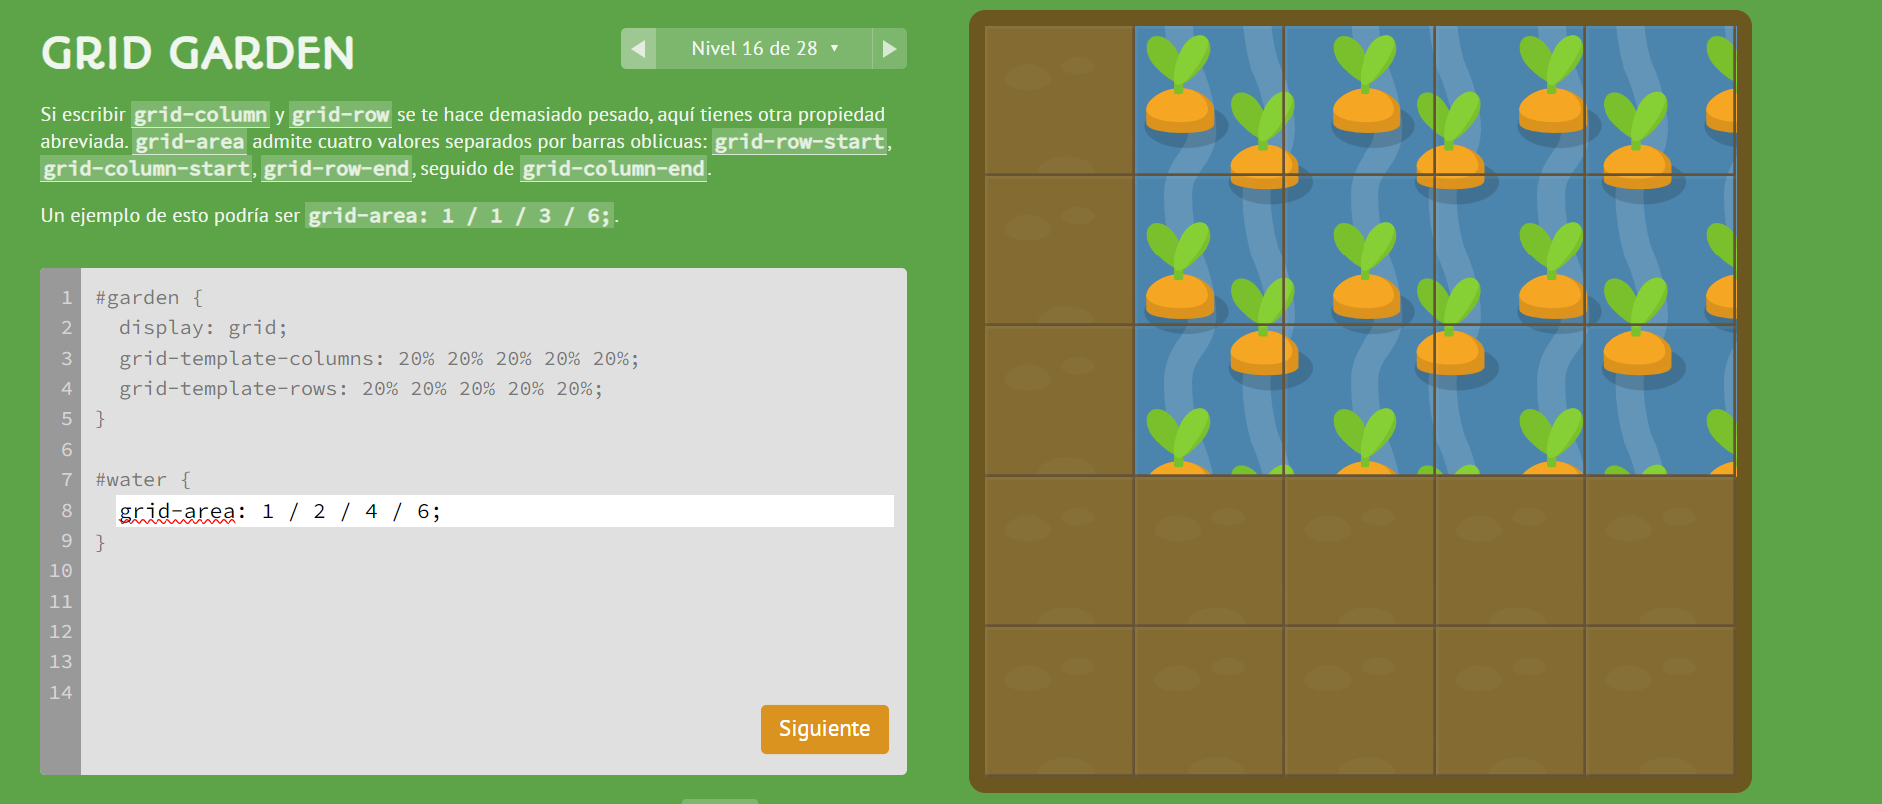 GRID GARDEN
◀ Nivel 16 de 28 ▼ ▶
Si escribir grid-column y grid-row se te hace demasiado pesado, aquí tienes otra propiedad
abreviada. grid-area admite cuatro valores separados por barras oblicuas: grid-row-start,
grid-column-start, grid-row-end, seguido de grid-column-end.
Un ejemplo de esto podría ser grid-area: 1 / 1 / 3 / 6;.
1 #garden {
2   display: grid;
3   grid-template-columns: 20% 20% 20% 20% 20%;
4   grid-template-rows: 20% 20% 20% 20% 20%;
5 }
6
7 #water {
8   grid-area: 1 / 2 / 4 / 6;
9 }
10
11
12
13
14
Siguiente